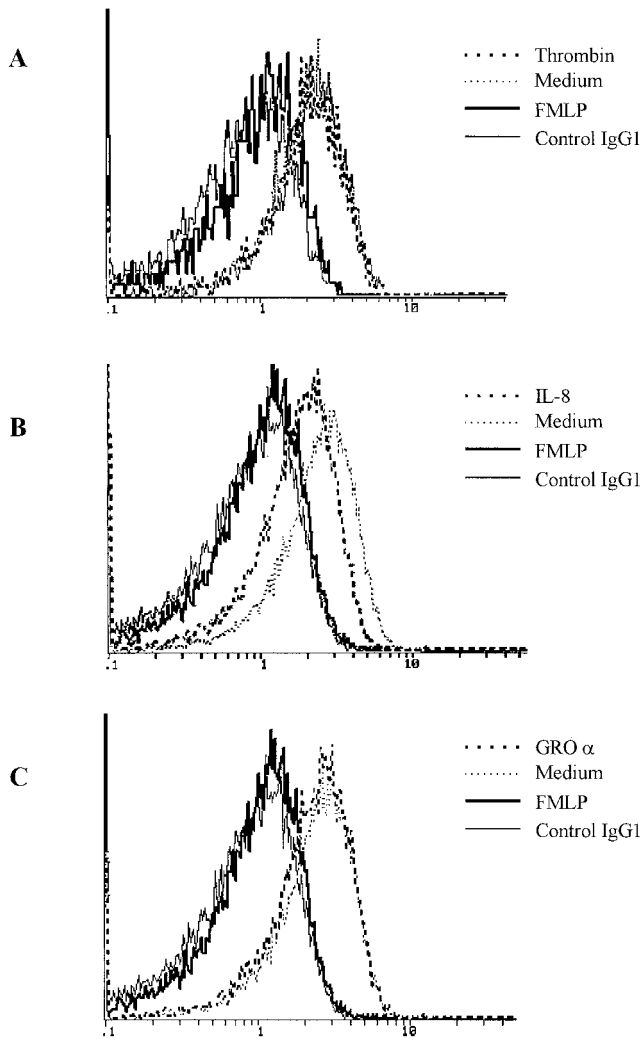 A
Thrombin
Medium
FMLP
Control IgG1
.1 1 10
B
IL-8
Medium
FMLP
Control IgG1
.1 1 10
C
GRO α
Medium
FMLP
Control IgG1
.1 1 10